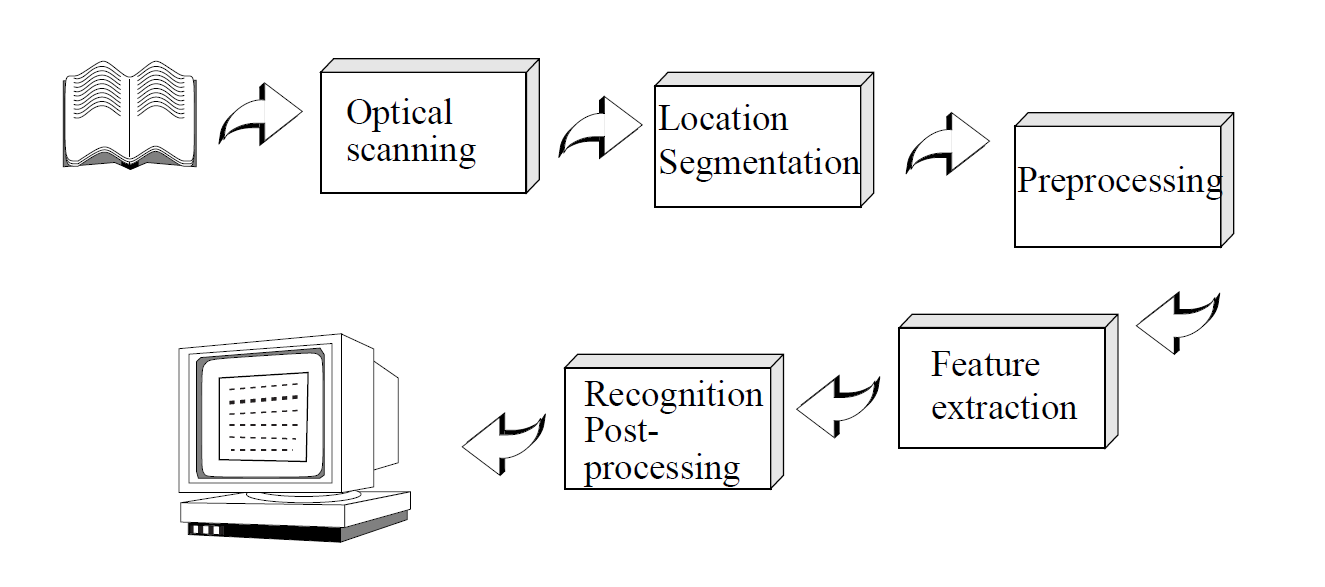 Optical
scanning
Location
Segmentation
Preprocessing
Feature
extraction
Recognition
Post-
processing